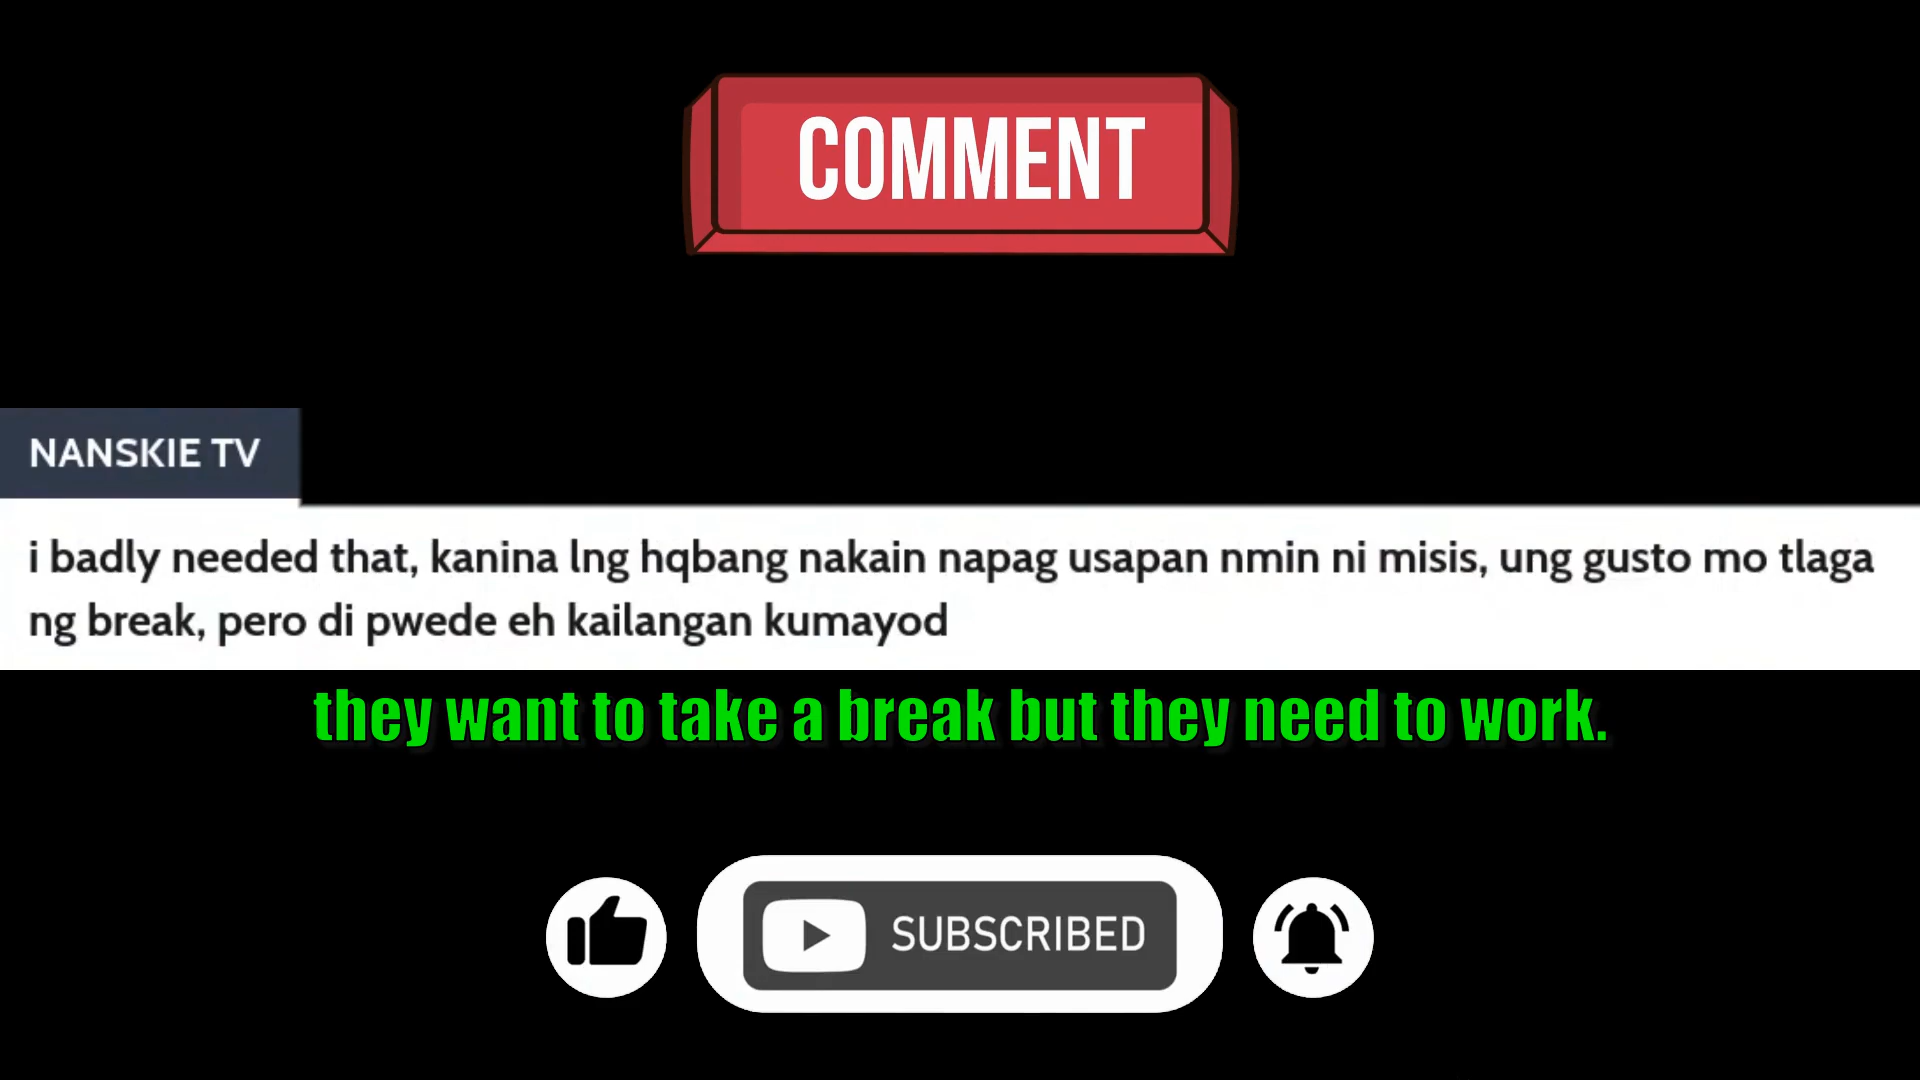 COMMENT
NANSKIE TV
i badly needed that, kanina lng hqbang nakain napag usapan nmin ni misis, ung gusto mo tlaga
ng break, pero di pwede eh kailangan kumayod
they want to take a break but they need to work.
SUBSCRIBED